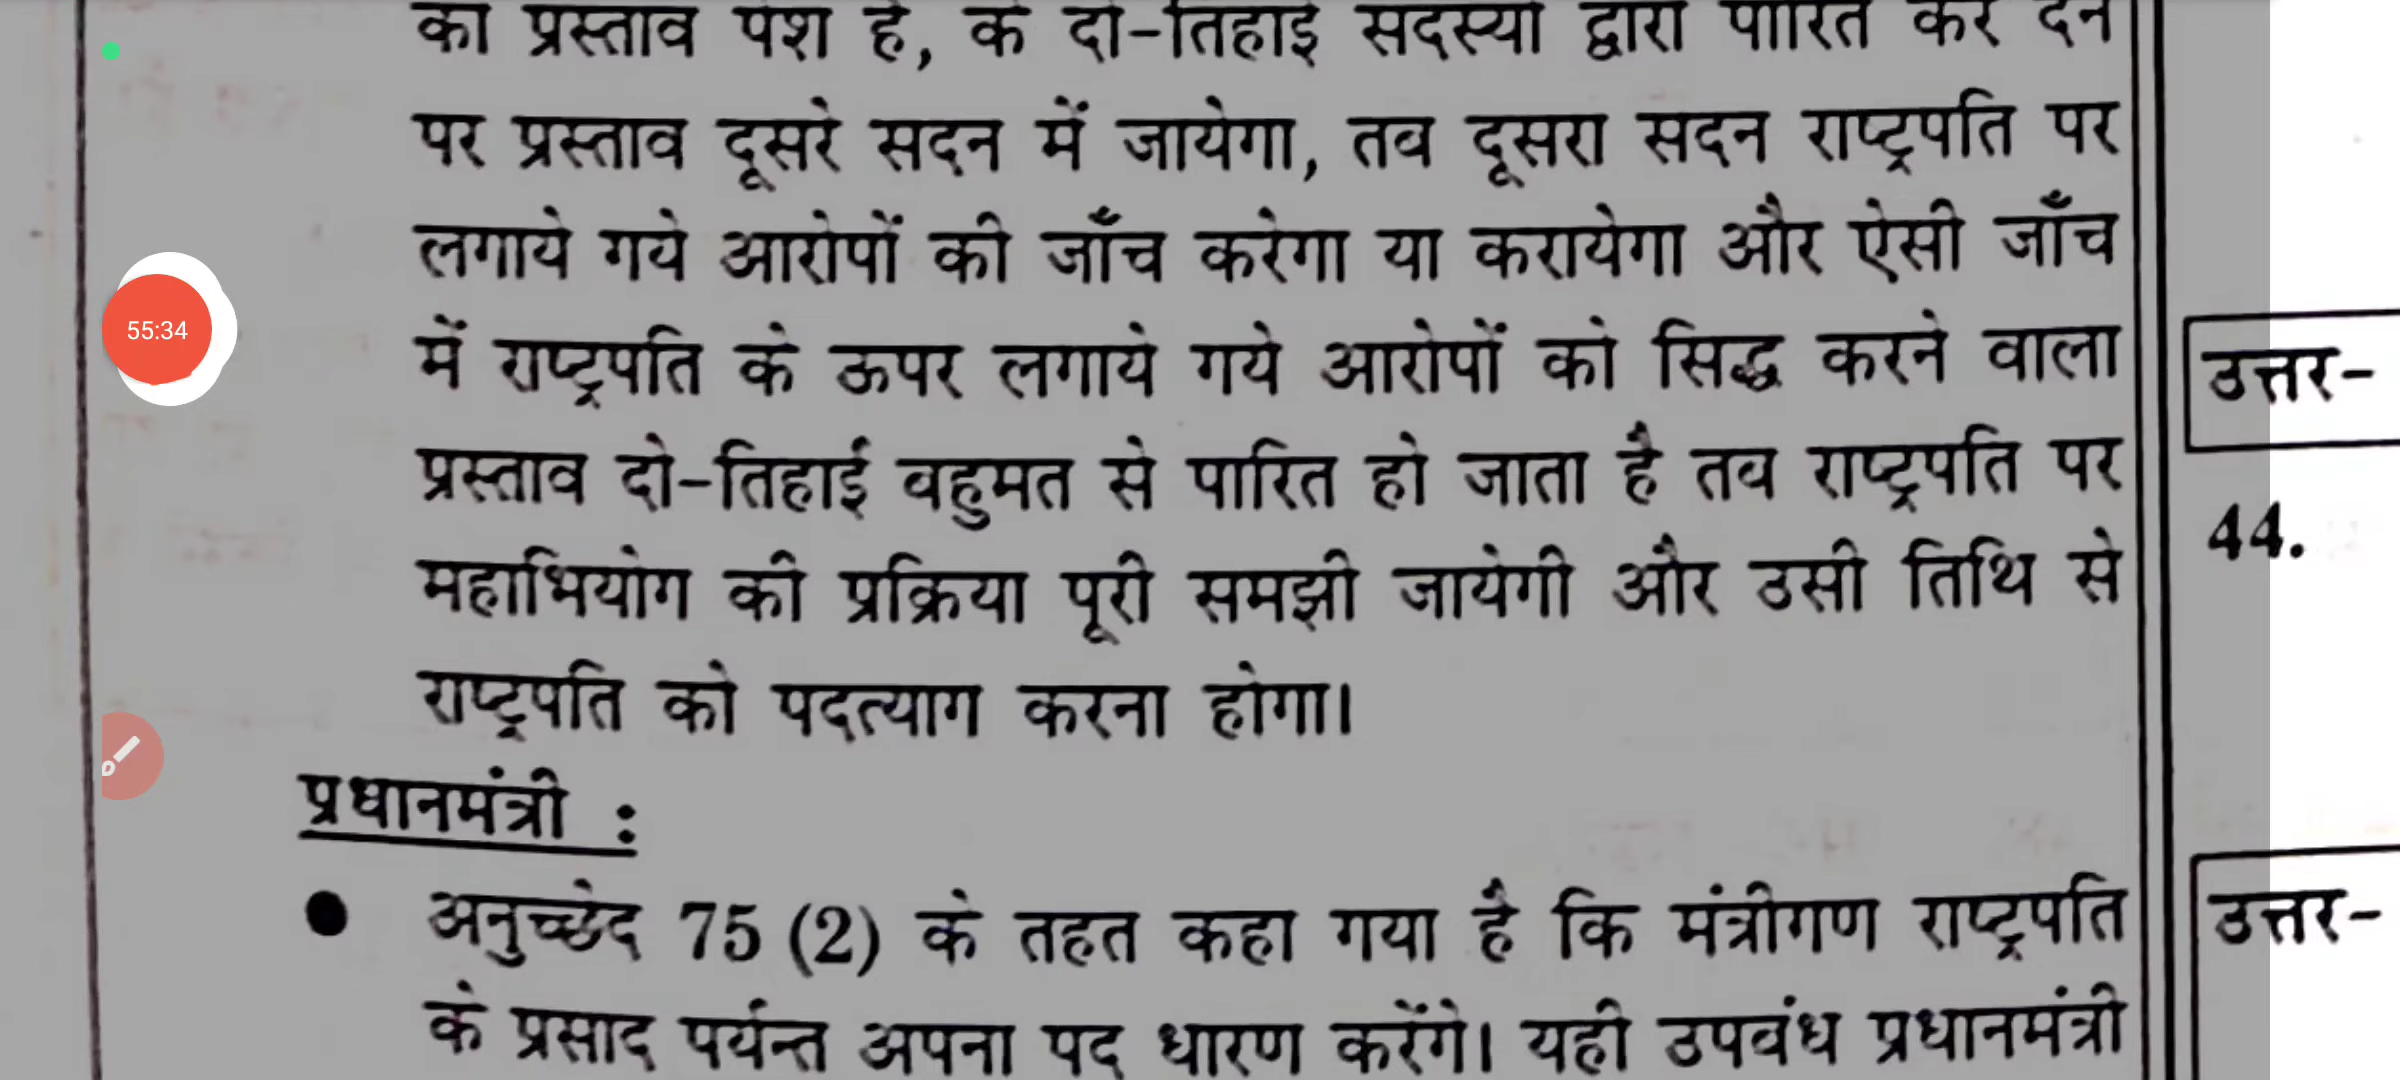 का प्रस्ताव पेश है, के दो-तिहाई सदस्यों द्वारा पारित कर देने
पर प्रस्ताव दूसरे सदन में जायेगा, तब दूसरा सदन राष्ट्रपति पर
लगाये गये आरोपों की जाँच करेगा या करायेगा और ऐसी जाँच
में राष्ट्रपति के ऊपर लगाये गये आरोपों को सिद्ध करने वाला
प्रस्ताव दो-तिहाई बहुमत से पारित हो जाता है तब राष्ट्रपति पर
महाभियोग की प्रक्रिया पूरी समझी जायेगी और उसी तिथि से
राष्ट्रपति को पदत्याग करना होगा।
प्रधानमंत्री :
● अनुच्छेद 75 (2) के तहत कहा गया है कि मंत्रीगण राष्ट्रपति
के प्रसाद पर्यन्त अपना पद धारण करेंगे। यही उपबंध प्रधानमंत्री
55:34
उत्तर-
44.
उत्तर-